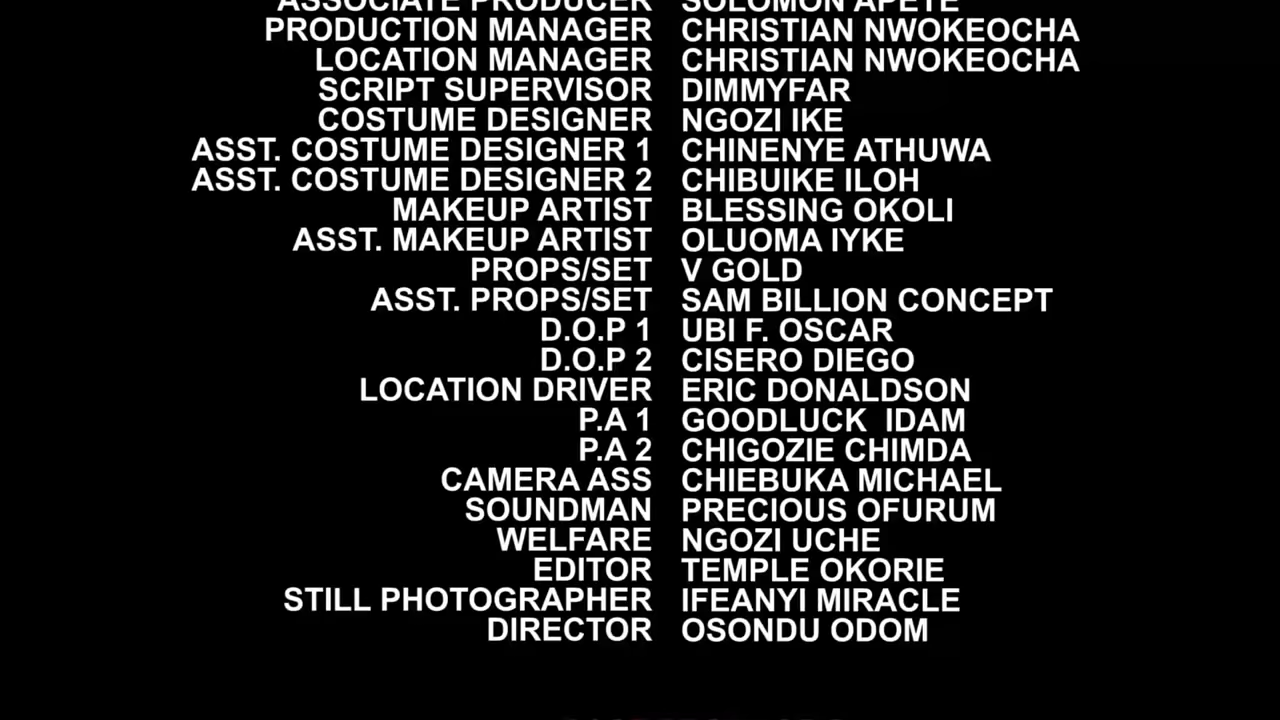 ASSOCIATE PRODUCER SOLOMON APETE
PRODUCTION MANAGER CHRISTIAN NWOKEOCHA
LOCATION MANAGER CHRISTIAN NWOKEOCHA
SCRIPT SUPERVISOR DIMMYFAR
COSTUME DESIGNER NGOZI IKE
ASST. COSTUME DESIGNER 1 CHINENYE ATHUWA
ASST. COSTUME DESIGNER 2 CHIBUIKE ILOH
MAKEUP ARTIST BLESSING OKOLI
ASST. MAKEUP ARTIST OLUOMA IYKE
PROPS/SET V GOLD
ASST. PROPS/SET SAM BILLION CONCEPT
D.O.P 1 UBI F. OSCAR
D.O.P 2 CISERO DIEGO
LOCATION DRIVER ERIC DONALDSON
P.A 1 GOODLUCK IDAM
P.A 2 CHIGOZIE CHIMDA
CAMERA ASS CHIEBUKA MICHAEL
SOUNDMAN PRECIOUS OFURUM
WELFARE NGOZI UCHE
EDITOR TEMPLE OKORIE
STILL PHOTOGRAPHER IFEANYI MIRACLE
DIRECTOR OSONDU ODOM